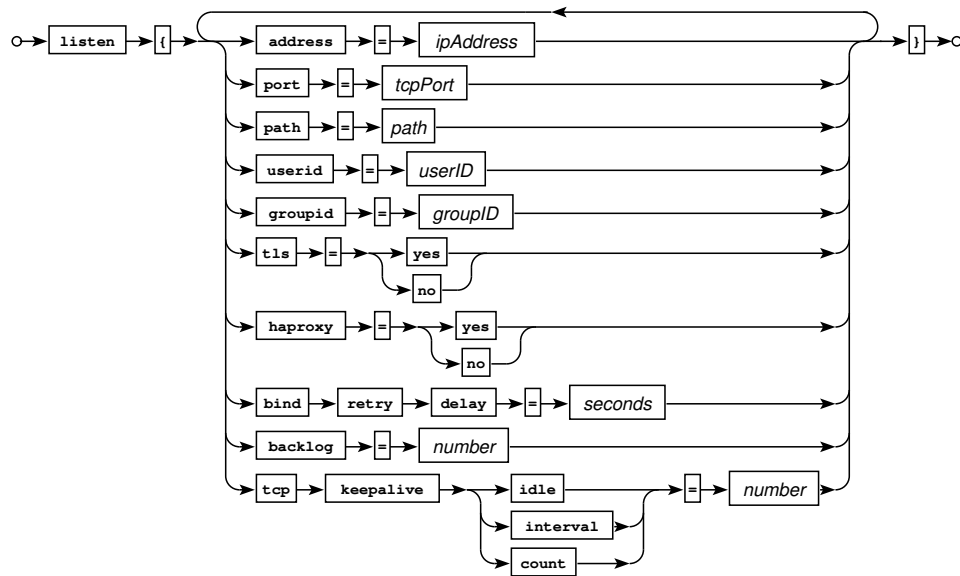 listen { address = ipAddress }
port = tcpPort
path = path
userid = userID
groupid = groupID
tls = yes
no
haproxy = yes
no
bind retry delay = seconds
backlog = number
tcp keepalive idle = number
interval
count